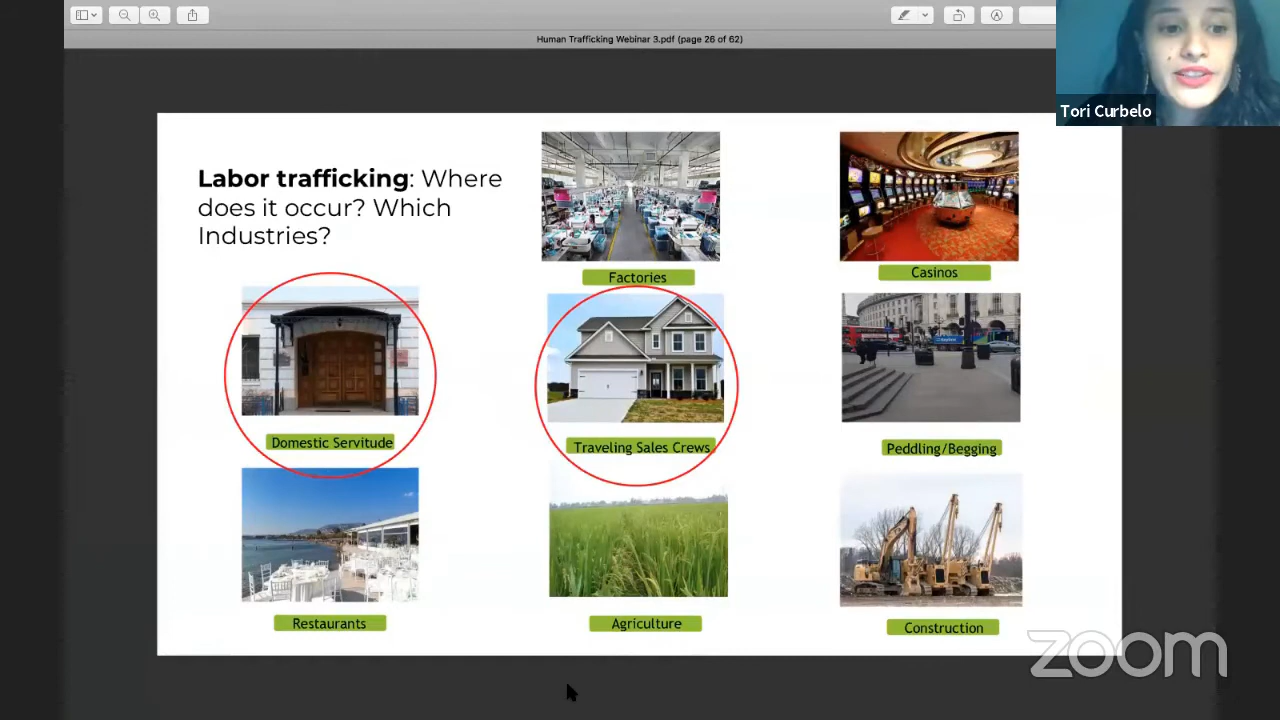 Human Trafficking Webinar 3.pdf (page 26 of 62)
Tori Curbelo
Labor trafficking: Where
does it occur? Which
Industries?
Factories
Casinos
Domestic Servitude
Traveling Sales Crews
Peddling/Begging
Restaurants
Agriculture
Construction
zoom